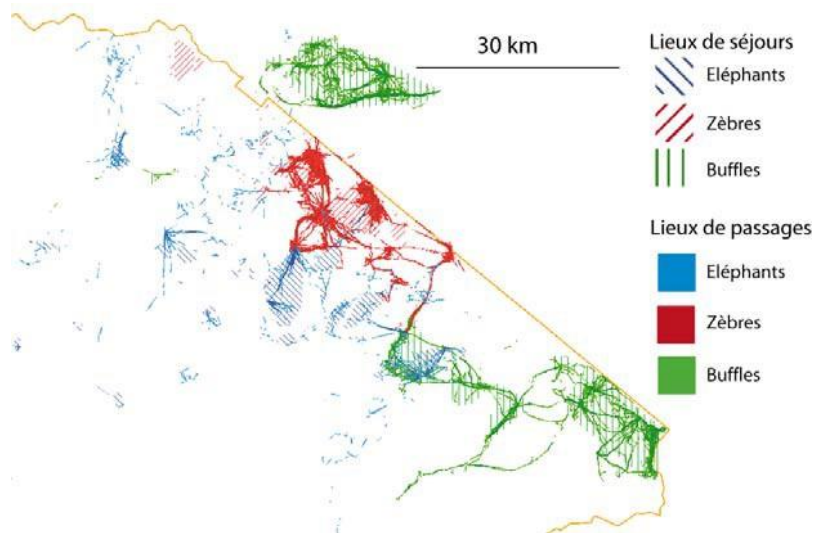 30 km
Lieux de séjours
Eléphants
Zèbres
Buffles
Lieux de passages
Eléphants
Zèbres
Buffles